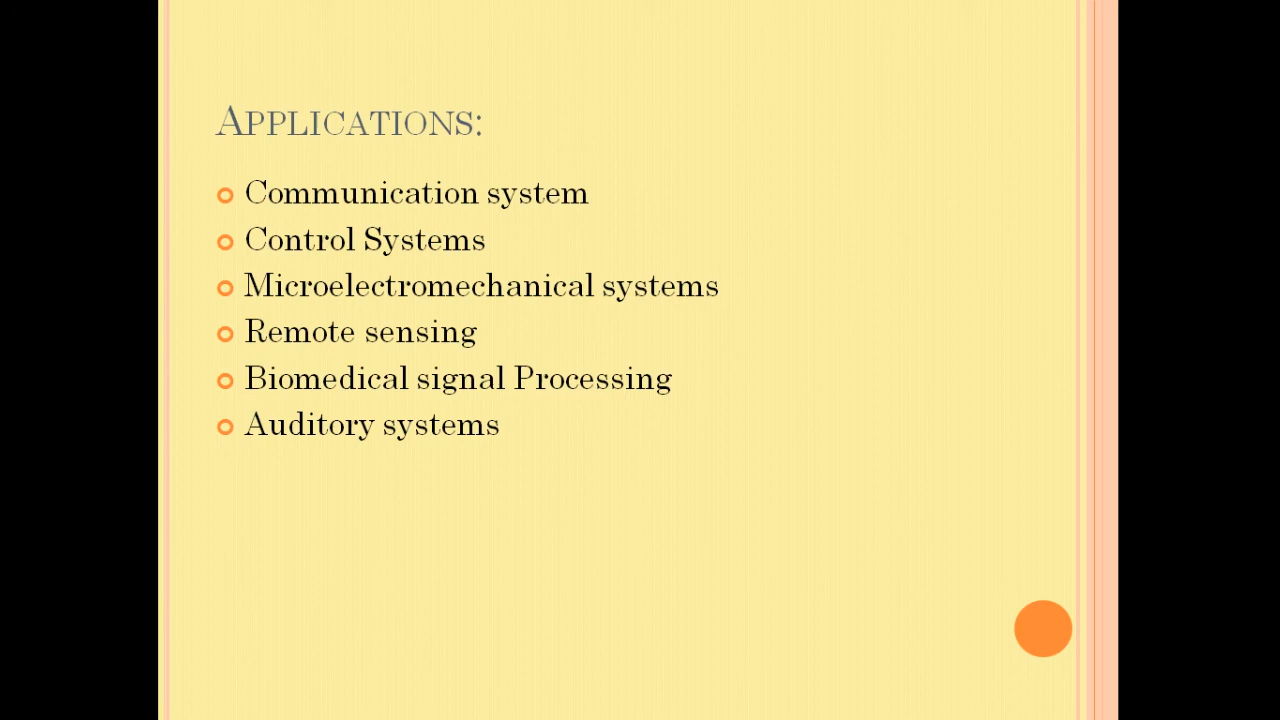 APPLICATIONS:
Communication system
Control Systems
Microelectromechanical systems
Remote sensing
Biomedical signal Processing
Auditory systems